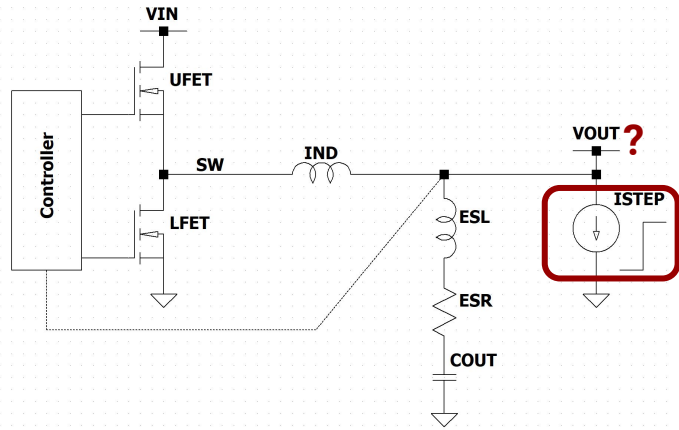 VIN
UFET
Controller
SW
IND
VOUT ?
ISTEP
LFET
ESL
ESR
COUT